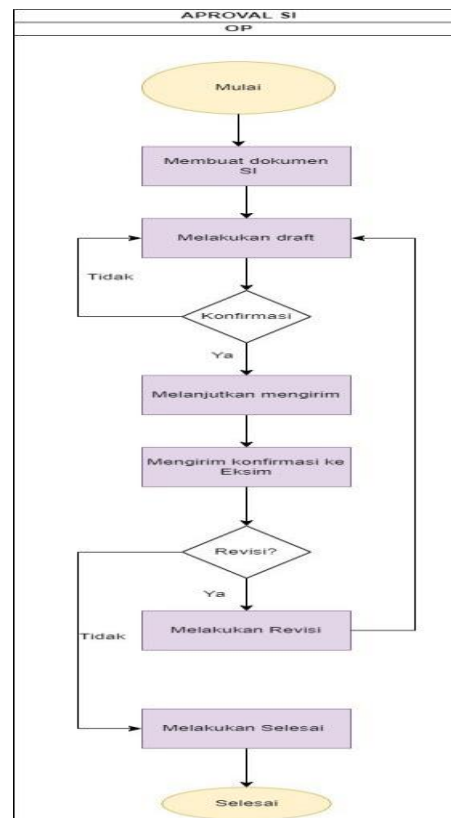 APROVAL SI
OP
Mulai
Membuat dokumen
SI
Melakukan draft
Tidak
Konfirmasi
Ya
Melanjutkan mengirim
Mengirim konfirmasi ke
Eksim
Revisi?
Ya
Melakukan Revisi
Tidak
Melakukan Selesai
Selesai